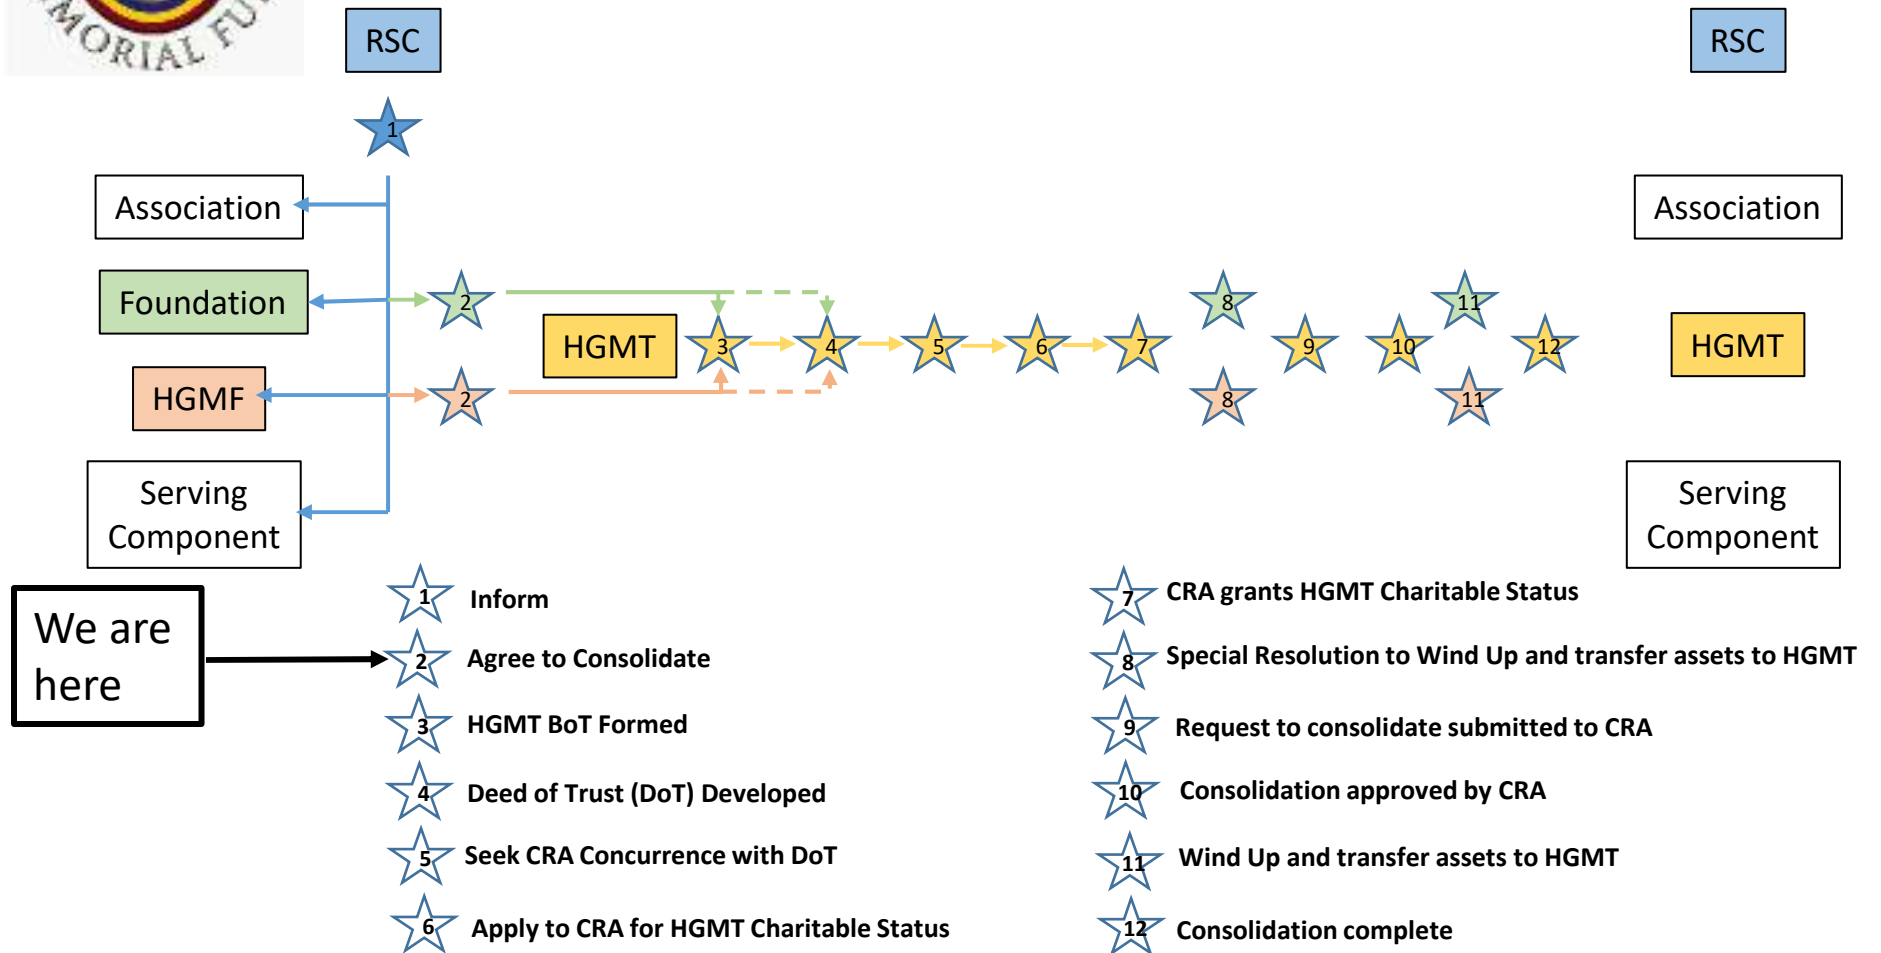 MORIAL FU
RSC
RSC
1
Association
Association
Foundation
2
8
11
HGMT
3
4
5
6
7
9
10
12
HGMT
HGMF
2
8
11
Serving
Component
Serving
Component
We are
here
1 Inform
2 Agree to Consolidate
3 HGMT BoT Formed
4 Deed of Trust (DoT) Developed
5 Seek CRA Concurrence with DoT
6 Apply to CRA for HGMT Charitable Status
7 CRA grants HGMT Charitable Status
8 Special Resolution to Wind Up and transfer assets to HGMT
9 Request to consolidate submitted to CRA
10 Consolidation approved by CRA
11 Wind Up and transfer assets to HGMT
12 Consolidation complete